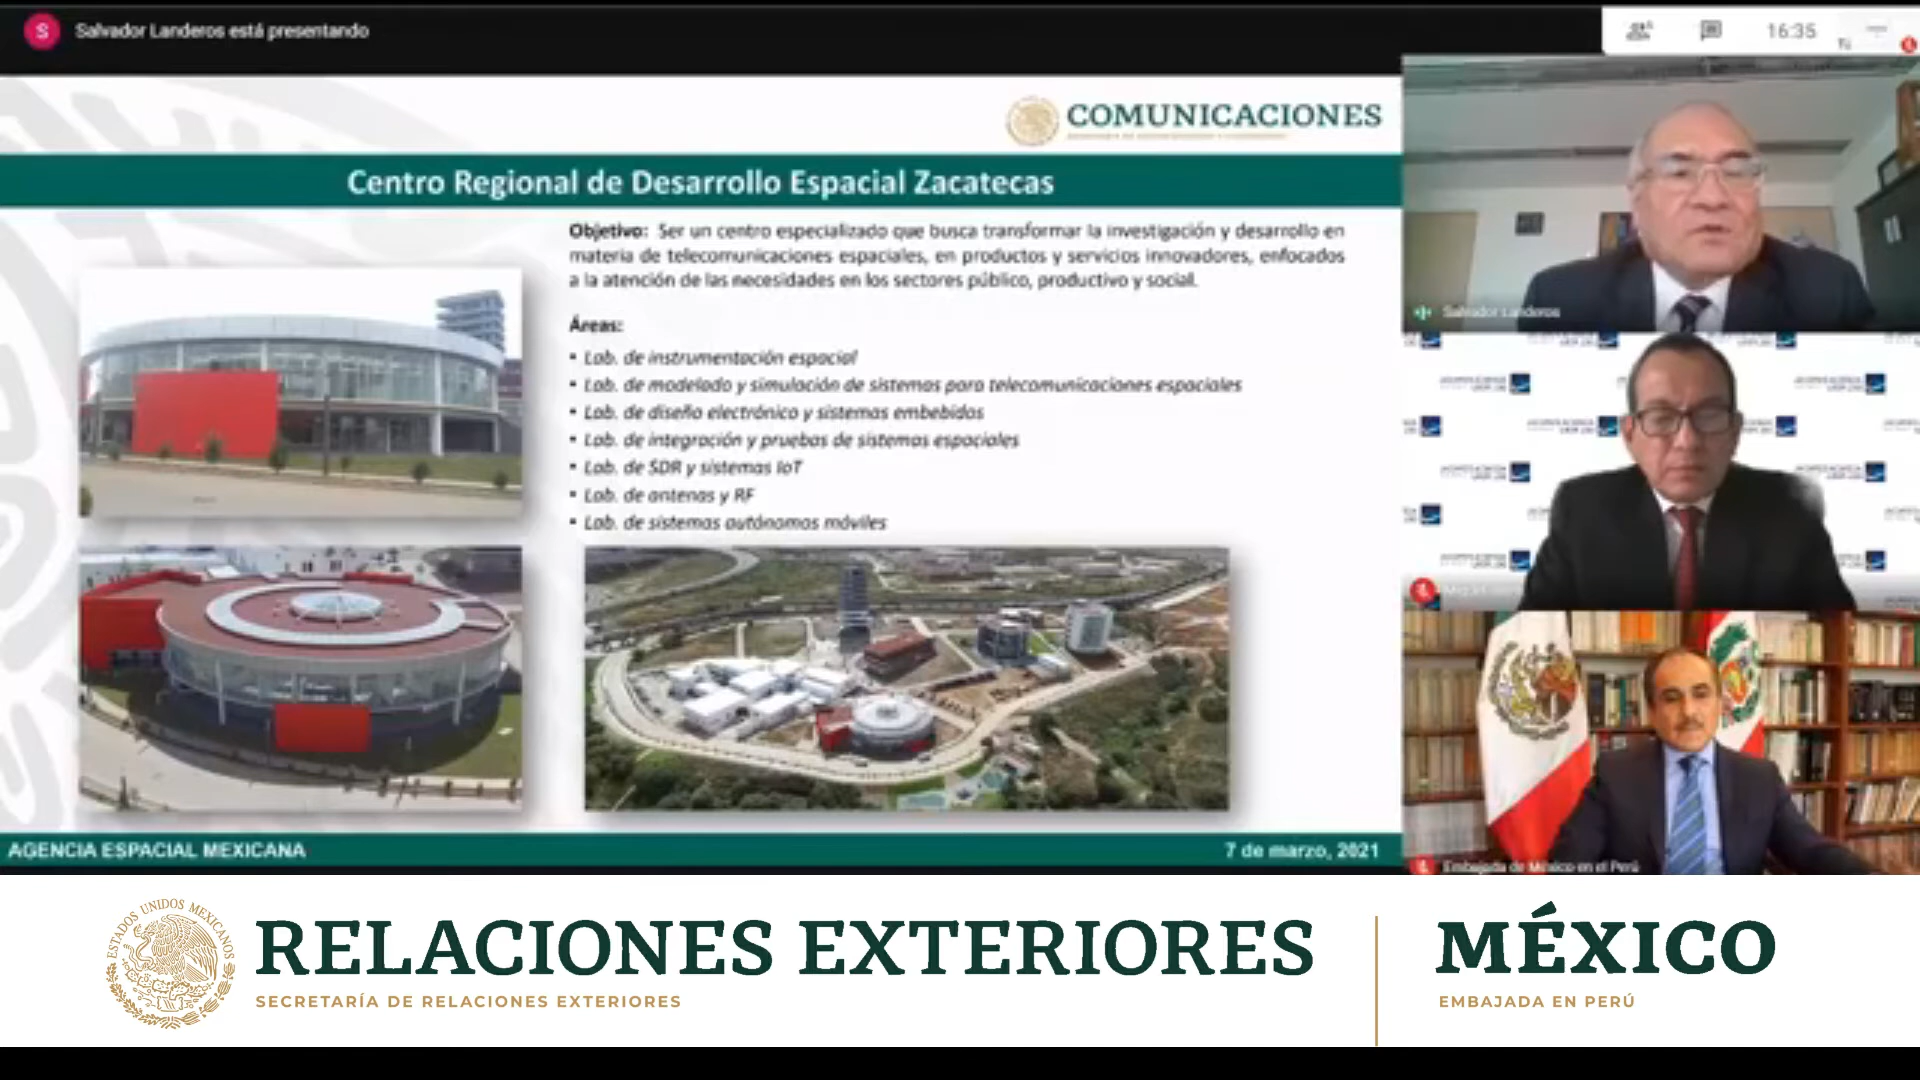 S
Salvador Landeros está presentando
16:35
COMUNICACIONES
Centro Regional de Desarrollo Espacial Zacatecas
Objetivo: Ser un centro especializado que busca transformar la investigación y desarrollo en
materia de telecomunicaciones espaciales, en productos y servicios innovadores, enfocados
a la atención de las necesidades en los sectores público, productivo y social.
Áreas:
• Lab. de instrumentación espacial
• Lab. de modelado y simulación de sistemas para telecomunicaciones espaciales
• Lab. de diseño electrónico y sistemas embebidos
• Lab. de integración y pruebas de sistemas espaciales
• Lab. de SDR y sistemas IoT
• Lab. de antenas y RF
• Lab. de sistemas autónomos móviles
AGENCIA ESPACIAL MEXICANA
7 de marzo, 2021
Salvador Landeros
Embajada de México en el Perú
ESTADOS UNIDOS MEXICANOS
RELACIONES EXTERIORES
SECRETARÍA DE RELACIONES EXTERIORES
MÉXICO
EMBAJADA EN PERÚ